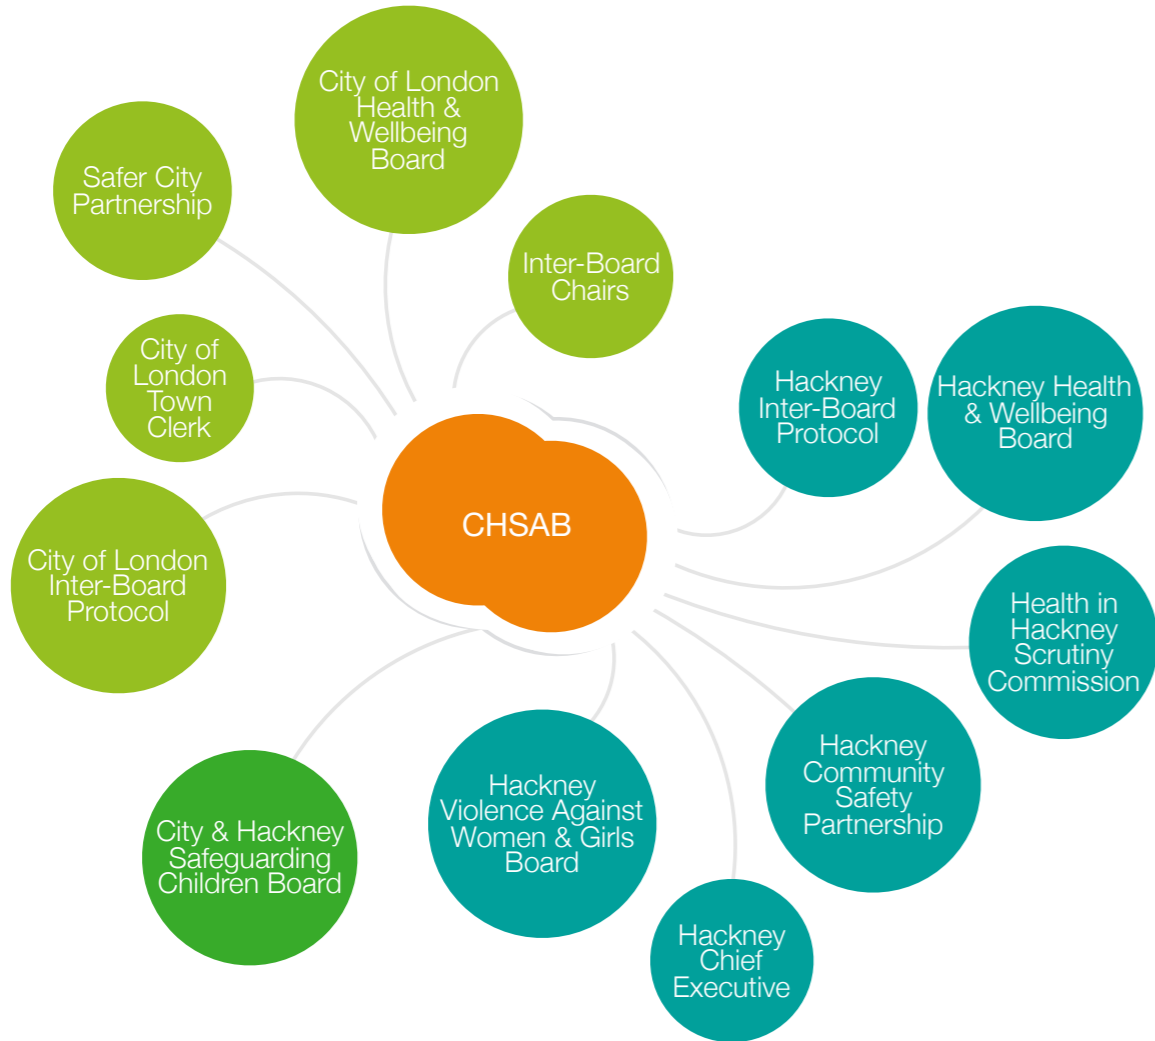 City of London
Health &
Wellbeing
Board
Safer City
Partnership
Inter-Board
Chairs
City of
London
Town
Clerk
Hackney
Inter-Board
Protocol
Hackney Health
& Wellbeing
Board
CHSAB
City of London
Inter-Board
Protocol
Health in
Hackney
Scrutiny
Commission
Hackney
Community
Safety
Partnership
Hackney
Violence Against
Women & Girls
Board
City & Hackney
Safeguarding
Children Board
Hackney
Chief
Executive